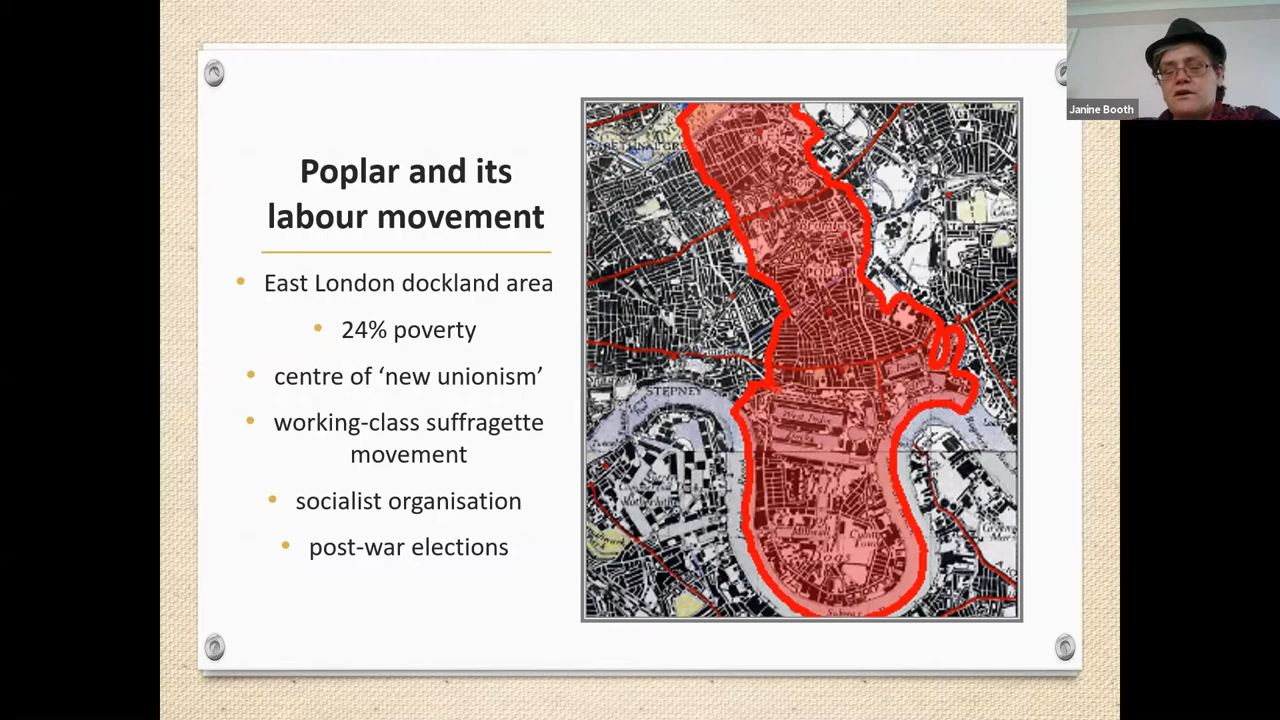 Janine Booth
Poplar and its
labour movement
• East London dockland area
• 24% poverty
• centre of ‘new unionism’
• working-class suffragette
movement
• socialist organisation
• post-war elections
STEPNEY